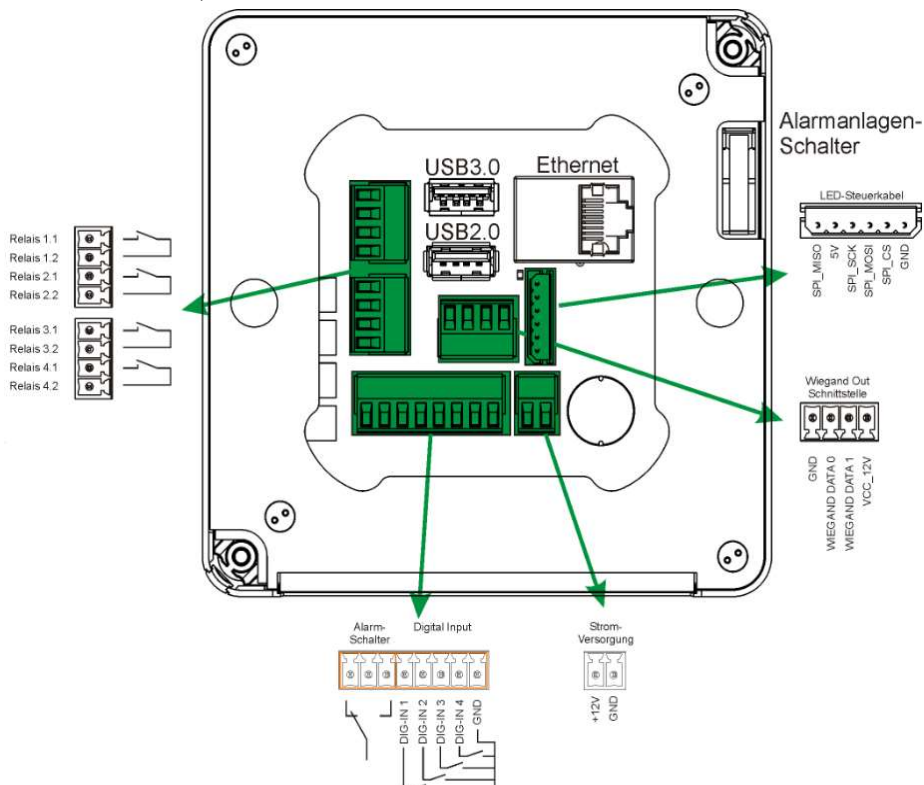 USB3.0
Ethernet
USB2.0
Alarmanlagen-
Schalter
LED-Steuerkabel
SPI_MISO
5V
SPI_SCK
SPI_MOSI
SPI_CS
GND
Relais 1.1
Relais 1.2
Relais 2.1
Relais 2.2
Relais 3.1
Relais 3.2
Relais 4.1
Relais 4.2
Wiegand Out
Schnittstelle
GND
WIEGAND DATA 0
WIEGAND DATA 1
VCC_12V
Alarm-
Schalter
Digital Input
DIG-IN 1
DIG-IN 2
DIG-IN 3
DIG-IN 4
GND
Strom-
Versorgung
+12V
GND